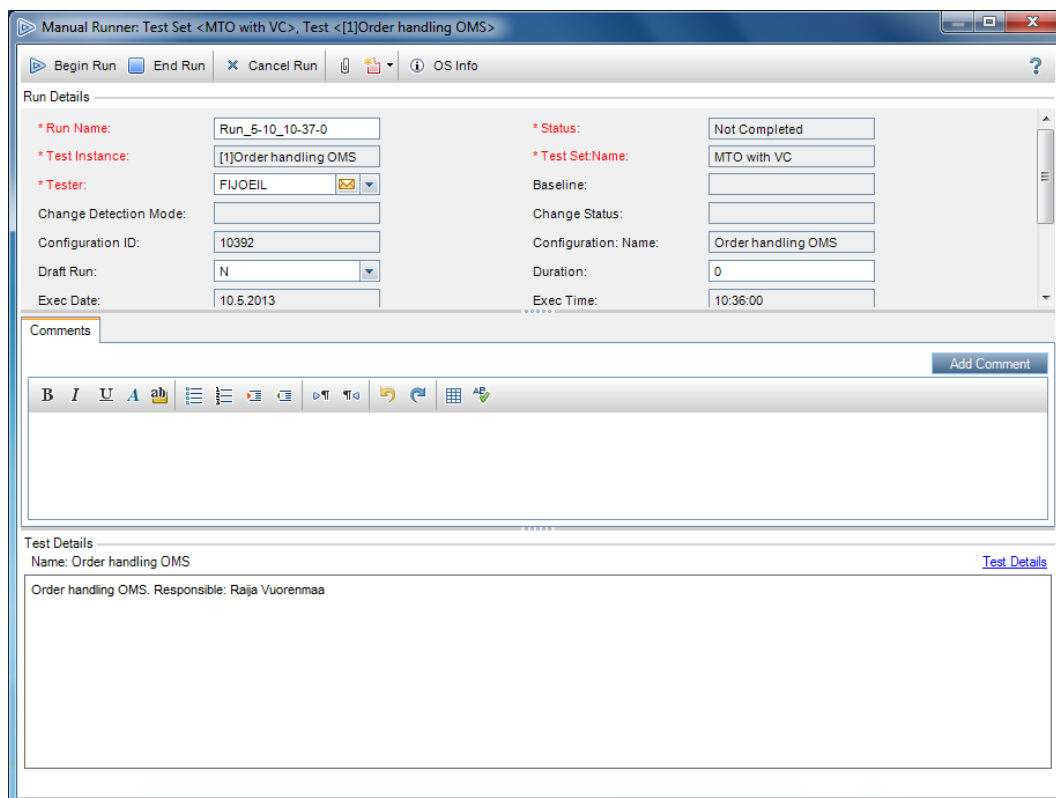 Manual Runner: Test Set <MTO with VC>, Test <[1]Order handling OMS>
Begin Run End Run Cancel Run OS Info ?
Run Details
* Run Name: Run_5-10_10-37-0 * Status: Not Completed
* Test Instance: [1]Order handling OMS * Test Set:Name: MTO with VC
* Tester: FIJOEIL Baseline:
Change Detection Mode: Change Status:
Configuration ID: 10392 Configuration: Name: Order handling OMS
Draft Run: N Duration: 0
Exec Date: 10.5.2013 Exec Time: 10:36:00
Comments
Add Comment
B I U A ab
Test Details
Name: Order handling OMS Test Details
Order handling OMS. Responsible: Raija Vuorenmaa